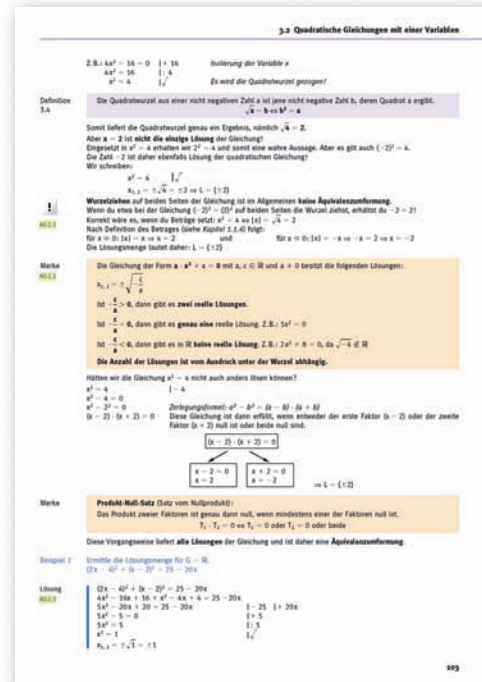 3.2 Quadratische Gleichungen mit einer Variablen
Z. B.: 4x² − 16 = 0 | + 16 Isolierung der Variable x
4x² = 16 | : 4
x² = 4 | √ Es wird die Quadratwurzel gezogen!
Definition 3.4
Die Quadratwurzel aus einer nicht negativen Zahl a ist jene nicht negative Zahl b, deren Quadrat a ergibt.
√a = b ⇔ b² = a
Somit liefert die Quadratwurzel genau ein Ergebnis, nämlich √4 = 2.
Aber x = 2 ist nicht die einzige Lösung der Gleichung!
Eingesetzt in x² = 4 erhalten wir 2² = 4 und somit eine wahre Aussage. Aber es gilt auch (−2)² = 4.
Die Zahl −2 ist daher ebenfalls Lösung der quadratischen Gleichung!
Wir schreiben:
x² = 4 | √
x₁, ₂ = ±√4 = ±2 ⇒ L = {±2}
!
Wurzelziehen auf beiden Seiten der Gleichung ist im Allgemeinen keine Äquivalenzumformung.
Wenn du etwa bei der Gleichung (−2)² = (2)² auf beiden Seiten die Wurzel ziehst, erhältst du −2 = 2!
AG 2.3
Korrekt wäre es, wenn du Beträge setzt: x² = 4 ⇔ |x| = √4 = 2
Nach Definition des Betrages (siehe Kapitel 1.1.4) folgt:
für x ≥ 0: |x| = x ⇒ x = 2 und für x ≤ 0: |x| = −x ⇒ −x = 2 ⇒ x = −2
Die Lösungsmenge lautet daher: L = {±2}
Merke
AG 2.3
Die Gleichung der Form a · x² + c = 0 mit a, c ∈ ℝ und a ≠ 0 besitzt die folgenden Lösungen:
x₁, ₂ = ±√(−c/a)
Ist −c/a > 0, dann gibt es zwei reelle Lösungen.
Ist −c/a = 0, dann gibt es genau eine reelle Lösung. Z. B.: 5x² = 0
Ist −c/a < 0, dann gibt es in ℝ keine reelle Lösung. Z. B.: 2x² + 8 = 0, da √−4 ∉ ℝ
Die Anzahl der Lösungen ist vom Ausdruck unter der Wurzel abhängig.
Hätten wir die Gleichung x² = 4 nicht auch anders lösen können?
x² = 4 | − 4
x² − 4 = 0
x² − 2² = 0 Zerlegungsformel: a² − b² = (a − b) · (a + b)
(x − 2) · (x + 2) = 0 Diese Gleichung ist dann erfüllt, wenn entweder der erste Faktor (x − 2) oder der zweite
Faktor (x + 2) null ist oder beide null sind.
(x − 2) · (x + 2) = 0
x − 2 = 0 x + 2 = 0
x = 2 x = −2 ⇒ L = {±2}
Merke
Produkt-Null-Satz (Satz vom Nullprodukt):
Das Produkt zweier Faktoren ist genau dann null, wenn mindestens einer der Faktoren null ist.
T₁ · T₂ = 0 ⇔ T₁ = 0 oder T₂ = 0 oder beide
Diese Vorgangsweise liefert alle Lösungen der Gleichung und ist daher eine Äquivalenzumformung.
Beispiel 2 Ermittle die Lösungsmenge für G = ℝ.
(2x − 4)² + (x − 2)² = 25 − 20x
Lösung
AG 2.3
(2x − 4)² + (x − 2)² = 25 − 20x
4x² − 16x + 16 + x² − 4x + 4 = 25 − 20x
5x² − 20x + 20 = 25 − 20x | − 25 | + 20x
5x² − 5 = 0 | + 5
5x² = 5 | : 5
x² = 1 | √
x₁, ₂ = ±√1 = ±1
103